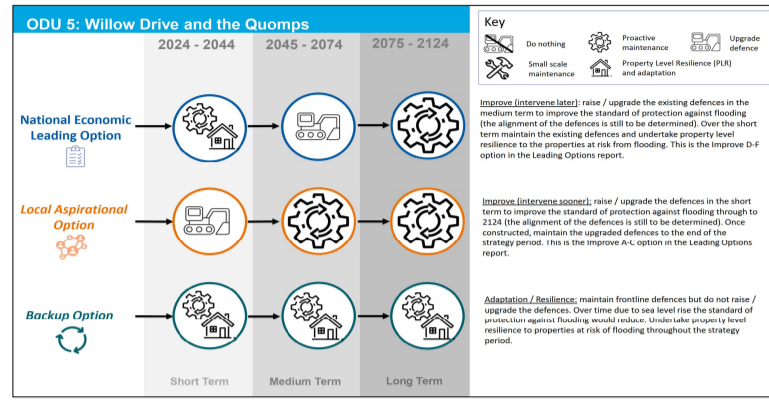 ODU 5: Willow Drive and the Quomps
2024 - 2044
2045 - 2074
2075 - 2124
Key
Do nothing
Proactive
maintenance
Upgrade
defence
Small scale
maintenance
Property Level Resilience (PLR)
and adaptation
National Economic
Leading Option
Improve (intervene later): raise / upgrade the existing defences in the
medium term to improve the standard of protection against flooding
(the alignment of the defences is still to be determined). Over the short
term maintain the existing defences and undertake property level
resilience to the properties at risk from flooding. This is the Improve D-F
option in the Leading Options report.
Local Aspirational
Option
Improve (intervene sooner): raise / upgrade the defences in the short
term to improve the standard of protection against flooding through to
2124 (the alignment of the defences is still to be determined). Once
constructed, maintain the upgraded defences to the end of the
strategy period. This is the Improve A-C option in the Leading Options
report.
Backup Option
Adaptation / Resilience: maintain frontline defences but do not raise /
upgrade the defences. Over time due to sea level rise the standard of
protection against flooding would reduce. Undertake property level
resilience to properties at risk of flooding throughout the strategy
period.
Short Term
Medium Term
Long Term